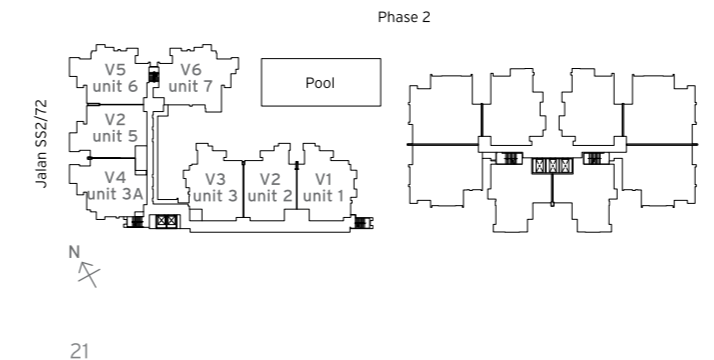 Phase 2
V5
unit 6
V6
unit 7
Pool
Jalan SS2/72
V2
unit 5
V4
unit 3A
V3
unit 3
V2
unit 2
V1
unit 1
N
21